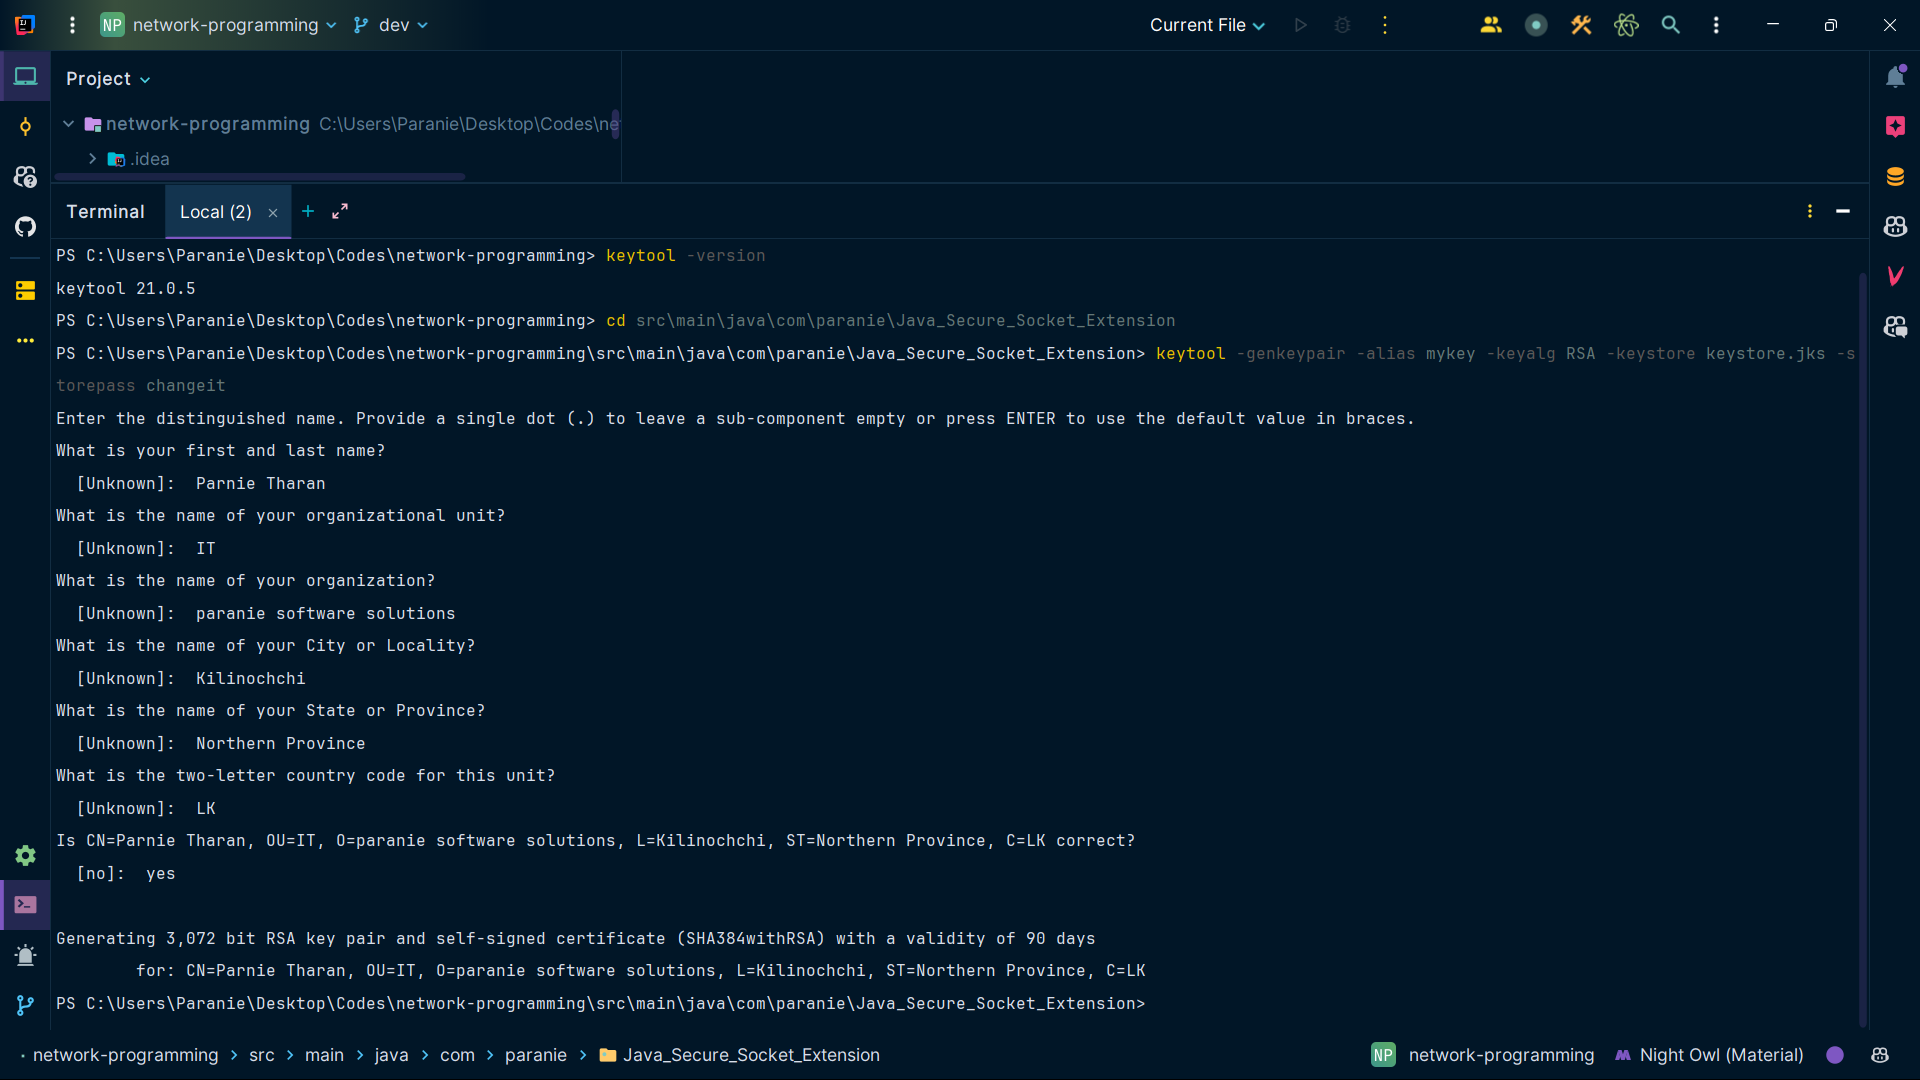 NP network-programming dev Current File
Project
network-programming C:\Users\Paranie\Desktop\Codes\ne
.idea
Terminal Local (2)
PS C:\Users\Paranie\Desktop\Codes\network-programming> keytool -version
keytool 21.0.5
PS C:\Users\Paranie\Desktop\Codes\network-programming> cd src\main\java\com\paranie\Java_Secure_Socket_Extension
PS C:\Users\Paranie\Desktop\Codes\network-programming\src\main\java\com\paranie\Java_Secure_Socket_Extension> keytool -genkeypair -alias mykey -keyalg RSA -keystore keystore.jks -s
torepass changeit
Enter the distinguished name. Provide a single dot (.) to leave a sub-component empty or press ENTER to use the default value in braces.
What is your first and last name?
[Unknown]:  Parnie Tharan
What is the name of your organizational unit?
[Unknown]:  IT
What is the name of your organization?
[Unknown]:  paranie software solutions
What is the name of your City or Locality?
[Unknown]:  Kilinochchi
What is the name of your State or Province?
[Unknown]:  Northern Province
What is the two-letter country code for this unit?
[Unknown]:  LK
Is CN=Parnie Tharan, OU=IT, O=paranie software solutions, L=Kilinochchi, ST=Northern Province, C=LK correct?
[no]:  yes
Generating 3,072 bit RSA key pair and self-signed certificate (SHA384withRSA) with a validity of 90 days
for: CN=Parnie Tharan, OU=IT, O=paranie software solutions, L=Kilinochchi, ST=Northern Province, C=LK
PS C:\Users\Paranie\Desktop\Codes\network-programming\src\main\java\com\paranie\Java_Secure_Socket_Extension>
network-programming > src > main > java > com > paranie > Java_Secure_Socket_Extension NP network-programming Night Owl (Material)